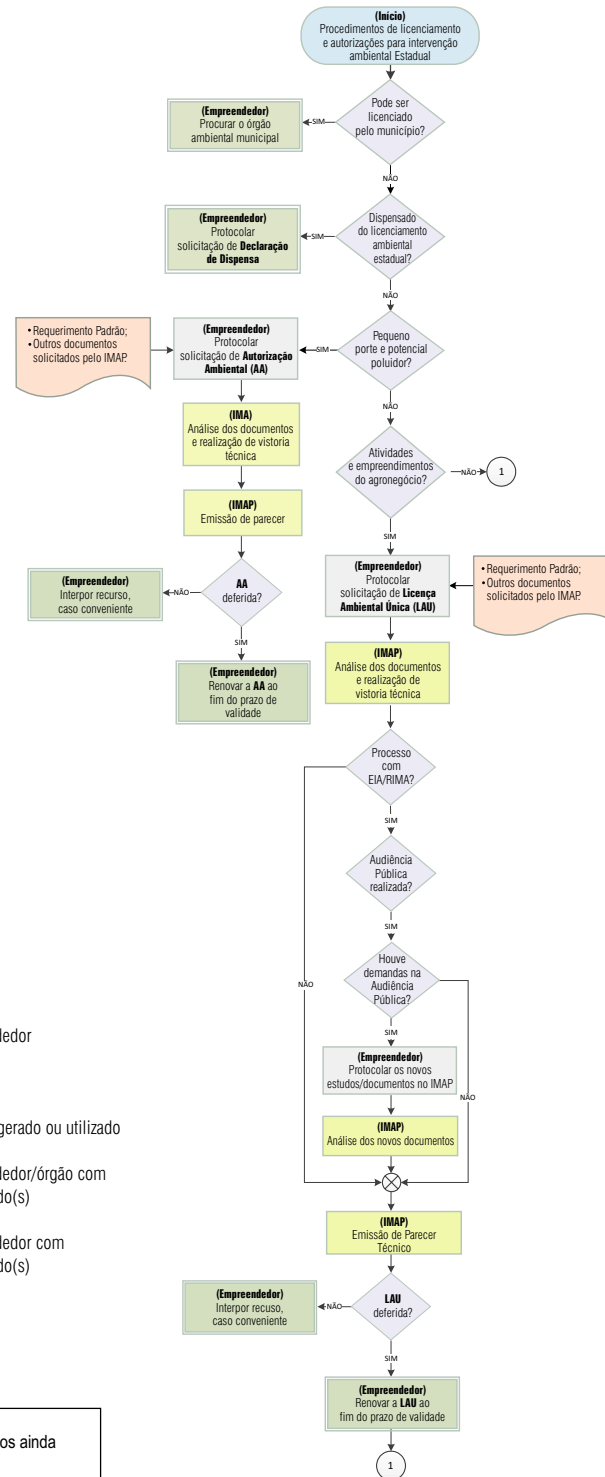 (Início)
Procedimentos de licenciamento
e autorizações para intervenção
ambiental Estadual
Pode ser
licenciado
pelo município?
SIM
(Empreendedor)
Procurar o órgão
ambiental municipal
NÃO
Dispensado
do licenciamento
ambiental
estadual?
SIM
(Empreendedor)
Protocolar
solicitação de Declaração
de Dispensa
NÃO
Pequeno
porte e potencial
poluidor?
SIM
(Empreendedor)
Protocolar
solicitação de Autorização
Ambiental (AA)
• Requerimento Padrão;
• Outros documentos
solicitados pelo IMAP.
(IMA)
Análise dos documentos
e realização de vistoria
técnica
(IMAP)
Emissão de parecer
AA
deferida?
NÃO
(Empreendedor)
Interpor recurso,
caso conveniente
SIM
(Empreendedor)
Renovar a AA ao
fim do prazo de
validade
NÃO
Atividades
e empreendimentos
do agronegócio?
NÃO
1
SIM
(Empreendedor)
Protocolar
solicitação de Licença
Ambiental Única (LAU)
• Requerimento Padrão;
• Outros documentos
solicitados pelo IMAP.
(IMAP)
Análise dos documentos
e realização de
vistoria técnica
Processo
com
EIA/RIMA?
SIM
Audiência
Pública
realizada?
SIM
Houve
demandas na
Audiência
Pública?
NÃO
SIM
(Empreendedor)
Protocolar os novos
estudos/documentos no IMAP
NÃO
(IMAP)
Análise dos novos documentos
(IMAP)
Emissão de Parecer
Técnico
LAU
deferida?
NÃO
(Empreendedor)
Interpor recuso,
caso conveniente
SIM
(Empreendedor)
Renovar a LAU ao
fim do prazo de validade
1
dedor
gerado ou utilizado
dedor/órgão com
do(s)
dedor com
do(s)
os ainda